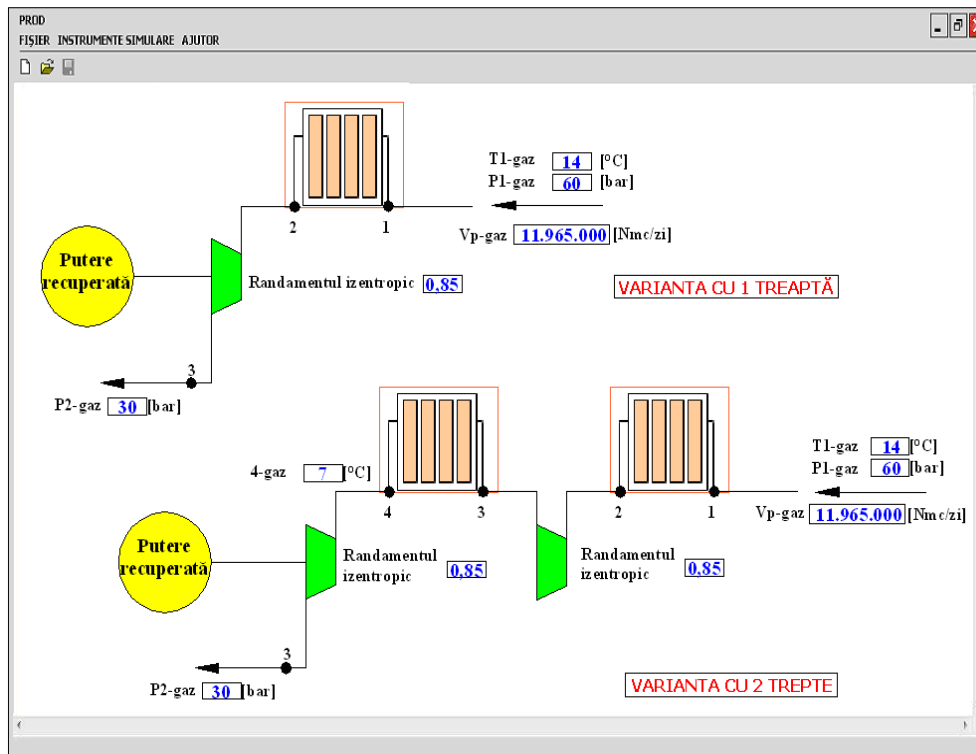 PROD
FIȘIER INSTRUMENTE SIMULARE AJUTOR
T1-gaz 14 [°C]
P1-gaz 60 [bar]
2 1
Vp-gaz 11.965.000 [Nmc/zi]
Putere
recuperată
Randamentul izentropic 0,85
VARIANTA CU 1 TREAPTĂ
3
P2-gaz 30 [bar]
T1-gaz 14 [°C]
P1-gaz 60 [bar]
4-gaz 7 [°C]
4 3 2 1
Vp-gaz 11.965.000 [Nmc/zi]
Putere
recuperată
Randamentul
izentropic 0,85
Randamentul
izentropic 0,85
3
P2-gaz 30 [bar]
VARIANTA CU 2 TREPTE